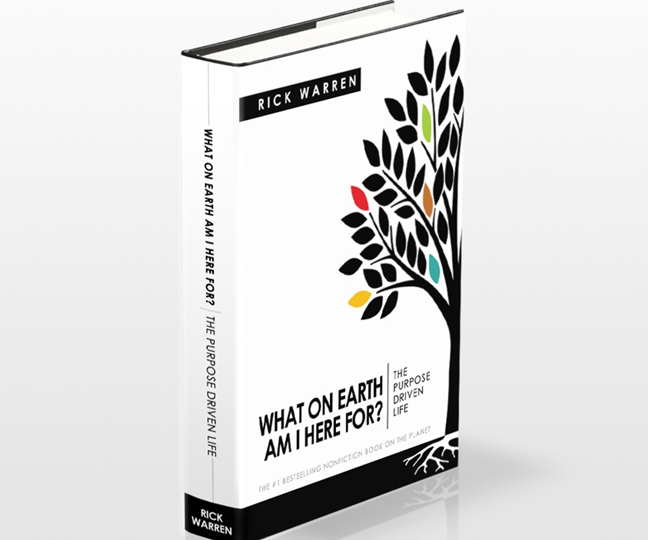 RICK WARREN
WHAT ON EARTH
AM I HERE FOR?
THE
PURPOSE
DRIVEN
LIFE
THE #1 BESTSELLING NONFICTION BOOK ON THE PLANET
WHAT ON EARTH AM I HERE FOR? THE PURPOSE DRIVEN LIFE
RICK
WARREN